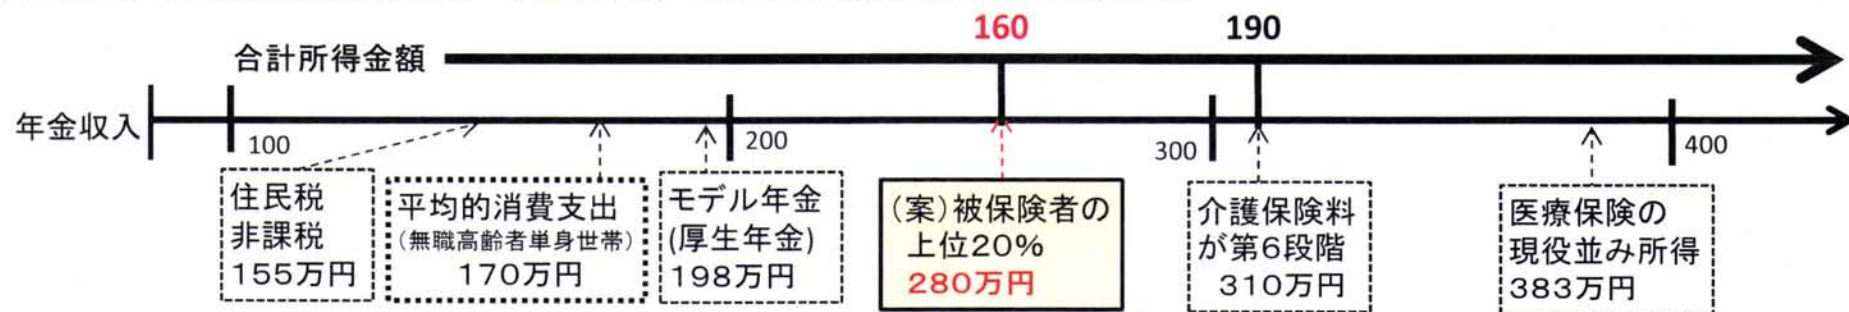 160
190
合計所得金額
年金収入
100
200
300
400
住民税
非課税
155万円
平均的消費支出
(無職高齢者単身世帯)
170万円
モデル年金
(厚生年金)
198万円
(案)被保険者の
上位20%
280万円
介護保険料
が第6段階
310万円
医療保険の
現役並み所得
383万円